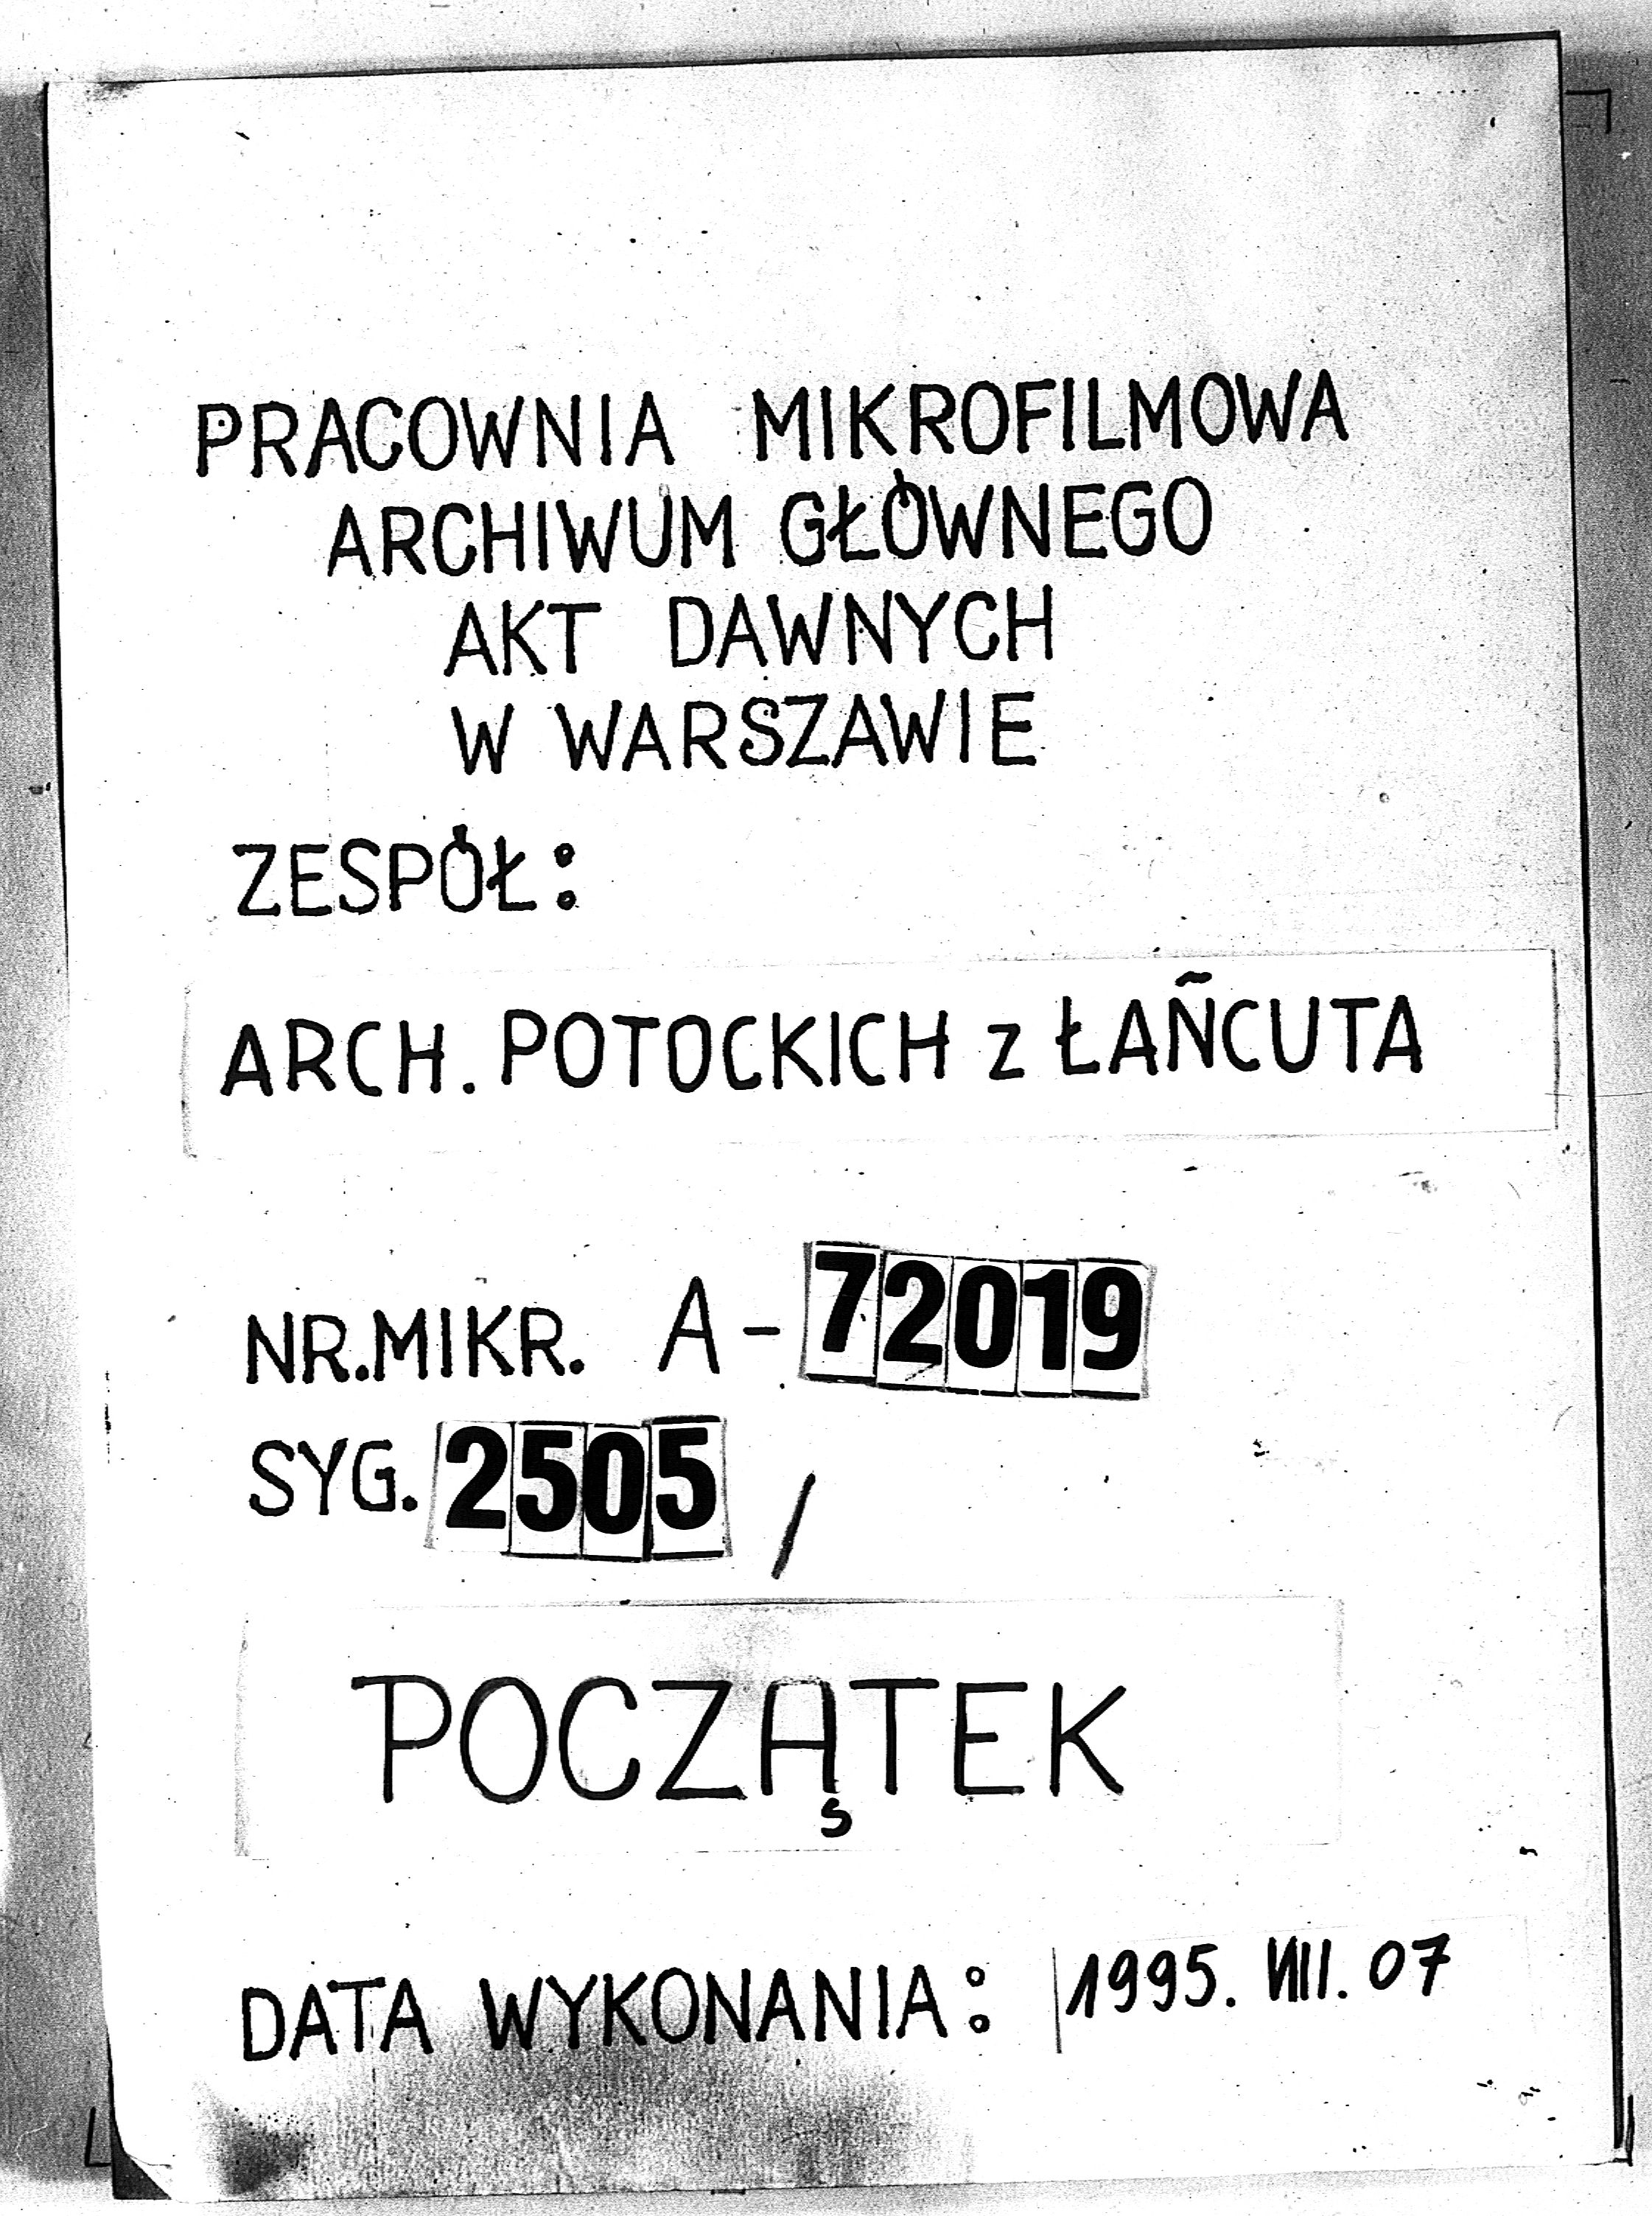 PRACOWNIA MIKROFILMOWA
ARCHIWUM GŁÓWNEGO
AKT DAWNYCH
W WARSZAWIE
ZESPÓŁ:
ARCH. POTOCKICH z ŁAŃCUTA
NR.MIKR. A-72019
SYG. 2505 /
POCZĄTEK
DATA WYKONANIA: 1995. VIII. 07